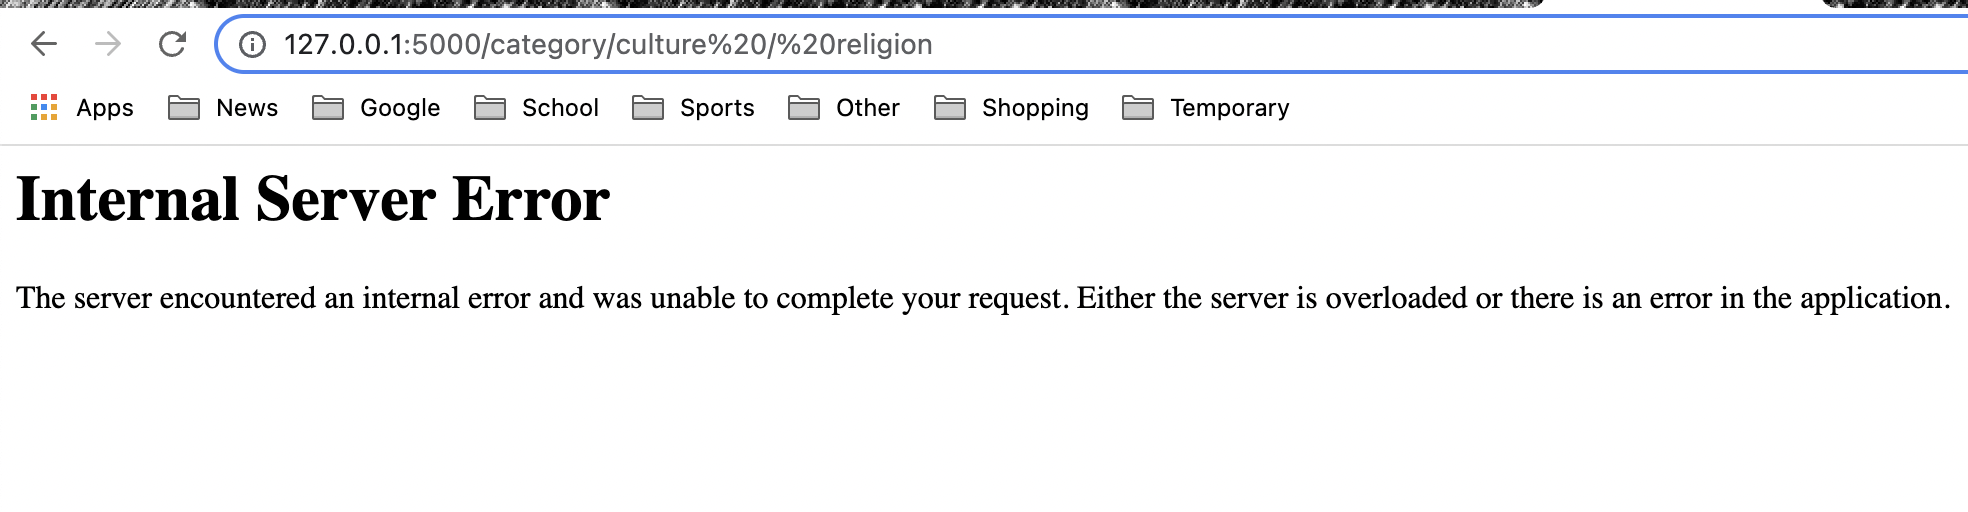 127.0.0.1:5000/category/culture%20/%20religion
Apps News Google School Sports Other Shopping Temporary
Internal Server Error
The server encountered an internal error and was unable to complete your request. Either the server is overloaded or there is an error in the application.